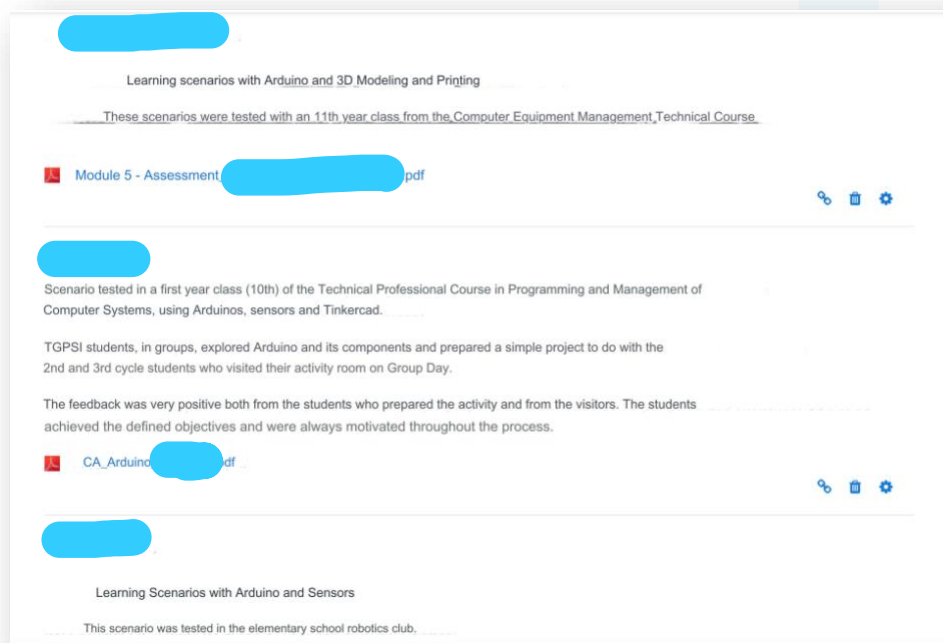 Learning scenarios with Arduino and 3D Modeling and Printing
These scenarios were tested with an 11th year class from the Computer Equipment Management Technical Course
Module 5 - Assessment pdf
Scenario tested in a first year class (10th) of the Technical Professional Course in Programming and Management of
Computer Systems, using Arduinos, sensors and Tinkercad.
TGPSI students, in groups, explored Arduino and its components and prepared a simple project to do with the
2nd and 3rd cycle students who visited their activity room on Group Day.
The feedback was very positive both from the students who prepared the activity and from the visitors. The students
achieved the defined objectives and were always motivated throughout the process.
CA_Arduino df
Learning Scenarios with Arduino and Sensors
This scenario was tested in the elementary school robotics club.